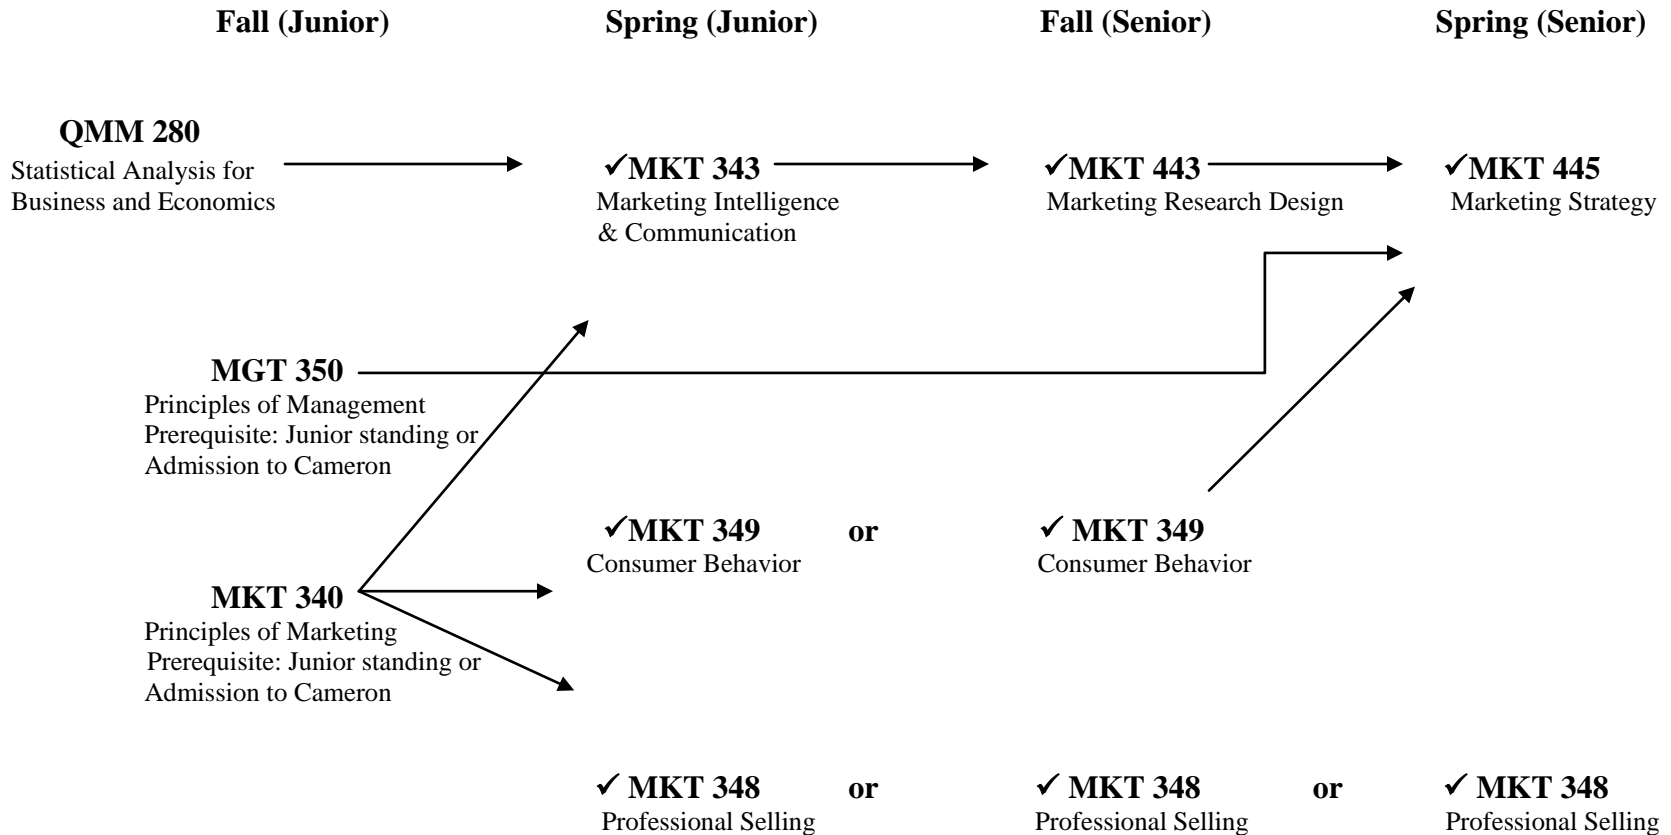 Fall (Junior) Spring (Junior) Fall (Senior) Spring (Senior)
QMM 280
Statistical Analysis for
Business and Economics
✓MKT 343
Marketing Intelligence
& Communication
✓MKT 443
Marketing Research Design
✓MKT 445
Marketing Strategy
MGT 350
Principles of Management
Prerequisite: Junior standing or
Admission to Cameron
✓MKT 349 or ✓ MKT 349
Consumer Behavior Consumer Behavior
MKT 340
Principles of Marketing
Prerequisite: Junior standing or
Admission to Cameron
✓ MKT 348 or ✓ MKT 348 or ✓ MKT 348
Professional Selling Professional Selling Professional Selling